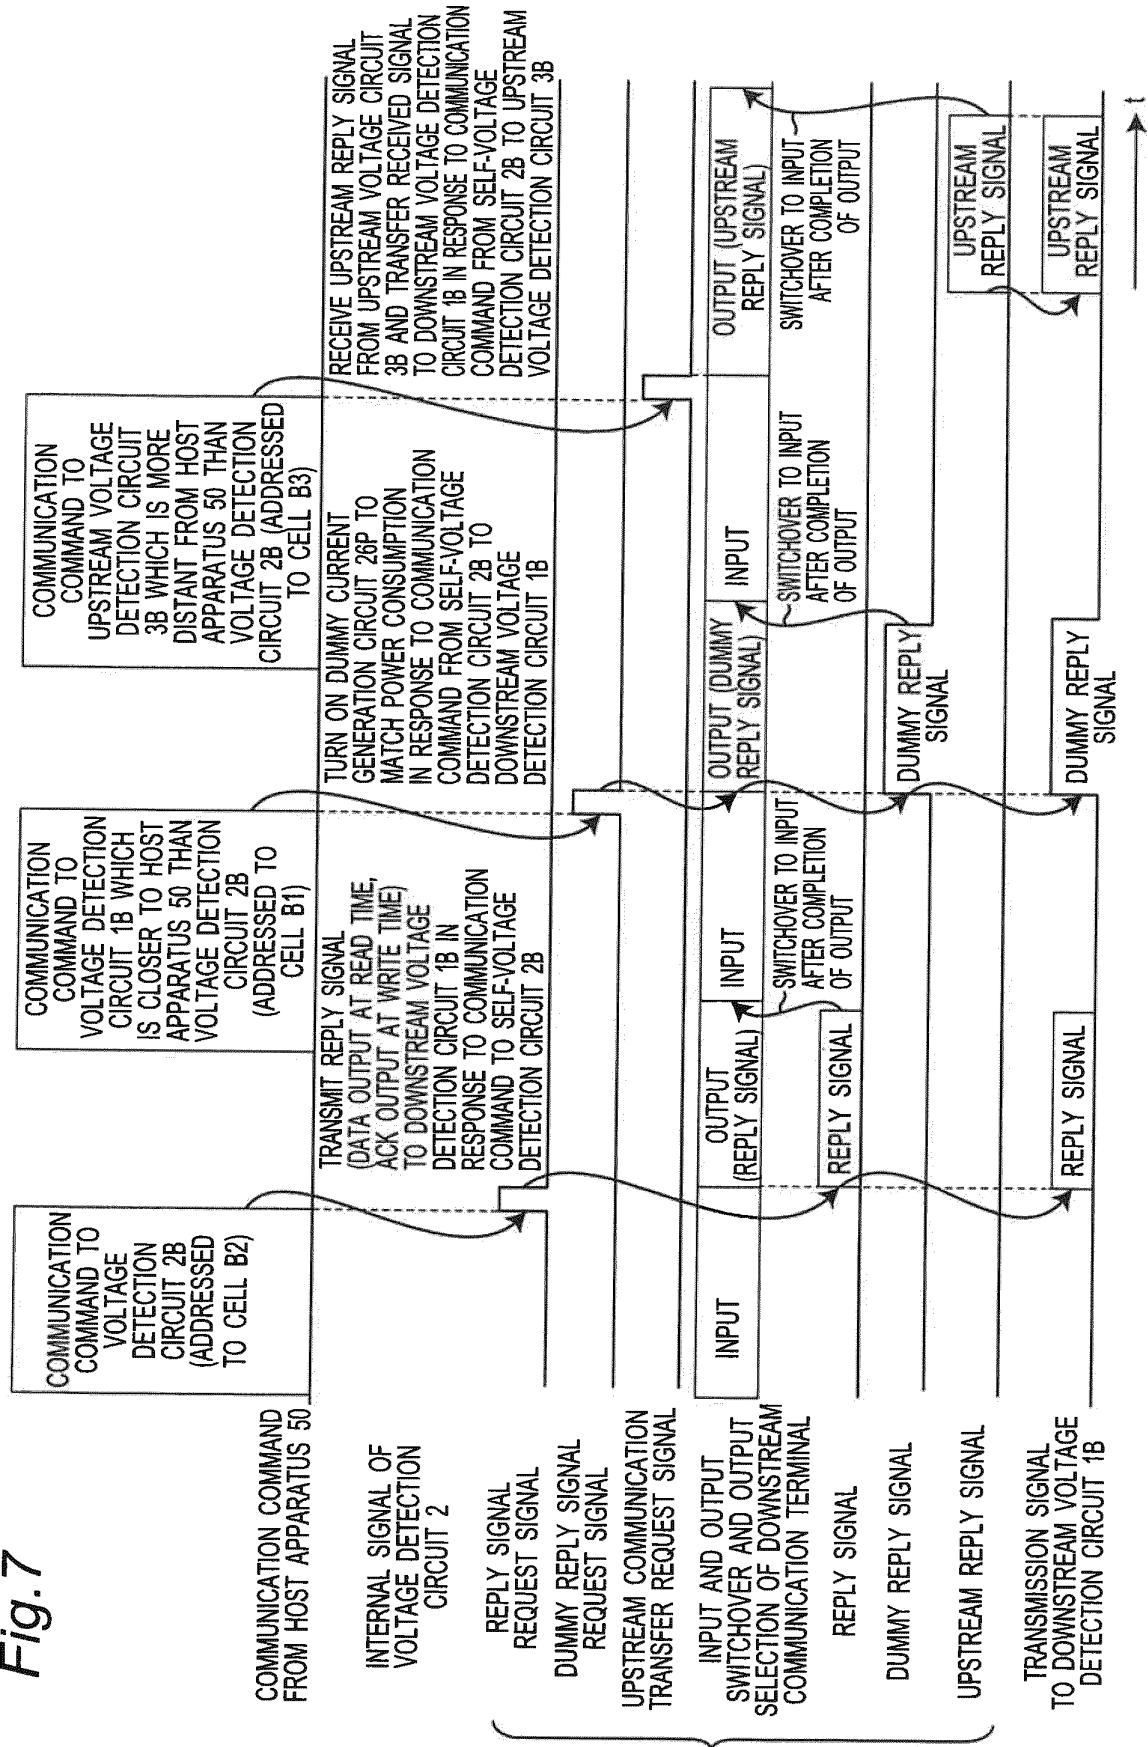 Fig.7
COMMUNICATION COMMAND
FROM HOST APPARATUS 50
COMMUNICATION
COMMAND TO
VOLTAGE
DETECTION
CIRCUIT 2B
(ADDRESSED
TO CELL B2)
COMMUNICATION
COMMAND TO
VOLTAGE DETECTION
CIRCUIT 1B WHICH
IS CLOSER TO HOST
APPARATUS 50 THAN
VOLTAGE DETECTION
CIRCUIT 2B
(ADDRESSED TO
CELL B1)
COMMUNICATION
COMMAND TO
UPSTREAM VOLTAGE
DETECTION CIRCUIT
3B WHICH IS MORE
DISTANT FROM HOST
APPARATUS 50 THAN
VOLTAGE DETECTION
CIRCUIT 2B (ADDRESSED
TO CELL B3)
INTERNAL SIGNAL OF
VOLTAGE DETECTION
CIRCUIT 2
TRANSMIT REPLY SIGNAL
(DATA OUTPUT AT READ TIME,
ACK OUTPUT AT WRITE TIME)
TO DOWNSTREAM VOLTAGE
DETECTION CIRCUIT 1B IN
RESPONSE TO COMMUNICATION
COMMAND TO SELF-VOLTAGE
DETECTION CIRCUIT 2B
TURN ON DUMMY CURRENT
GENERATION CIRCUIT 26P TO
MATCH POWER CONSUMPTION
IN RESPONSE TO COMMUNICATION
COMMAND FROM SELF-VOLTAGE
DETECTION CIRCUIT 2B TO
DOWNSTREAM VOLTAGE
DETECTION CIRCUIT 1B
RECEIVE UPSTREAM REPLY SIGNAL
FROM UPSTREAM VOLTAGE CIRCUIT
3B AND TRANSFER RECEIVED SIGNAL
TO DOWNSTREAM VOLTAGE DETECTION
CIRCUIT 1B IN RESPONSE TO COMMUNICATION
COMMAND FROM SELF-VOLTAGE
DETECTION CIRCUIT 2B TO UPSTREAM
VOLTAGE DETECTION CIRCUIT 3B
REPLY SIGNAL
REQUEST SIGNAL
DUMMY REPLY SIGNAL
REQUEST SIGNAL
UPSTREAM COMMUNICATION
TRANSFER REQUEST SIGNAL
INPUT AND OUTPUT
SWITCHOVER AND OUTPUT
SELECTION OF DOWNSTREAM
COMMUNICATION TERMINAL
INPUT
OUTPUT
(REPLY SIGNAL)
INPUT
OUTPUT (DUMMY
REPLY SIGNAL)
INPUT
OUTPUT (UPSTREAM
REPLY SIGNAL)
SWITCHOVER TO INPUT
AFTER COMPLETION
OF OUTPUT
SWITCHOVER TO INPUT
AFTER COMPLETION
OF OUTPUT
SWITCHOVER TO INPUT
AFTER COMPLETION
OF OUTPUT
REPLY SIGNAL
REPLY SIGNAL
DUMMY REPLY SIGNAL
DUMMY REPLY
SIGNAL
UPSTREAM REPLY SIGNAL
UPSTREAM
REPLY SIGNAL
TRANSMISSION SIGNAL
TO DOWNSTREAM VOLTAGE
DETECTION CIRCUIT 1B
REPLY SIGNAL
DUMMY REPLY
SIGNAL
UPSTREAM
REPLY SIGNAL
t